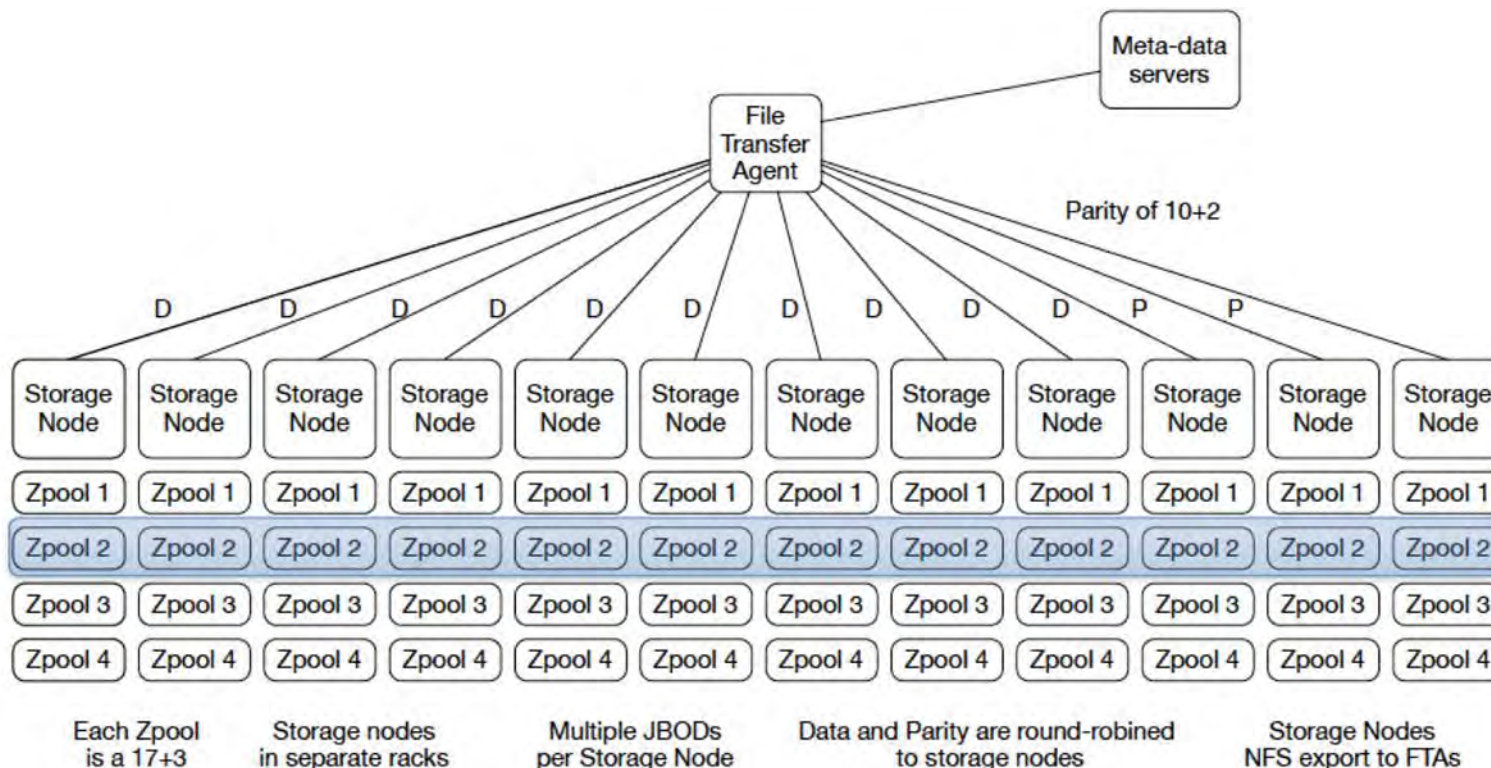 Meta-data
servers
File
Transfer
Agent
Parity of 10+2
D D D D D D D D D D P P
Storage Storage Storage Storage Storage Storage Storage Storage Storage Storage Storage Storage
Node Node Node Node Node Node Node Node Node Node Node Node
Zpool 1 Zpool 1 Zpool 1 Zpool 1 Zpool 1 Zpool 1 Zpool 1 Zpool 1 Zpool 1 Zpool 1 Zpool 1 Zpool 1
Zpool 2 Zpool 2 Zpool 2 Zpool 2 Zpool 2 Zpool 2 Zpool 2 Zpool 2 Zpool 2 Zpool 2 Zpool 2 Zpool 2
Zpool 3 Zpool 3 Zpool 3 Zpool 3 Zpool 3 Zpool 3 Zpool 3 Zpool 3 Zpool 3 Zpool 3 Zpool 3 Zpool 3
Zpool 4 Zpool 4 Zpool 4 Zpool 4 Zpool 4 Zpool 4 Zpool 4 Zpool 4 Zpool 4 Zpool 4 Zpool 4 Zpool 4
Each Zpool
is a 17+3
Storage nodes
in separate racks
Multiple JBODs
per Storage Node
Data and Parity are round-robined
to storage nodes
Storage Nodes
NFS export to FTAs